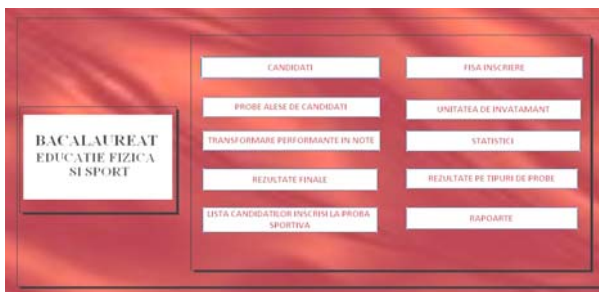 BACALAUREAT
EDUCATIE FIZICA
SI SPORT
CANDIDATI
PROBE ALESE DE CANDIDATI
TRANSFORMARE PERFORMANTE IN NOTE
REZULTATE FINALE
LISTA CANDIDATILOR INSCRISI LA PROBA
SPORTIVA
FISA INSCRIERE
UNITATEA DE INVATAMANT
STATISTICI
REZULTATE PE TIPURI DE PROBE
RAPOARTE